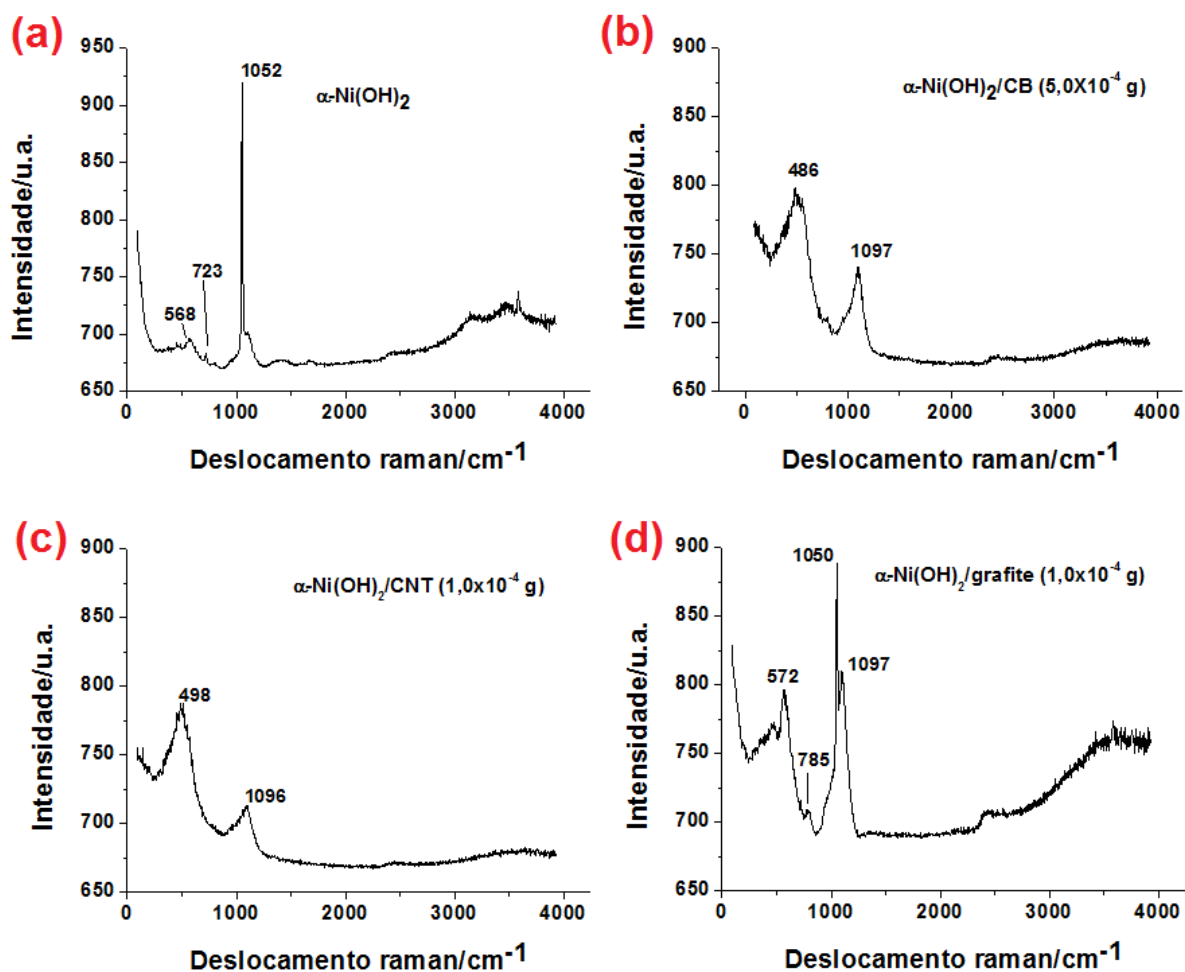 (a)
950
900
850
800
750
700
650
Intensidade/u.a.
1052
α-Ni(OH)2
723
568
0 1000 2000 3000 4000
Deslocamento raman/cm-1
(b)
900
850
800
750
700
650
Intensidade/u.a.
α-Ni(OH)2/CB (5,0X10-4 g)
486
1097
0 1000 2000 3000 4000
Deslocamento raman/cm-1
(c)
900
850
800
750
700
650
Intensidade/u.a.
α-Ni(OH)2/CNT (1,0x10-4 g)
498
1096
0 1000 2000 3000 4000
Deslocamento raman/cm-1
(d)
900
850
800
750
700
650
Intensidade/u.a.
1050
α-Ni(OH)2/grafite (1,0x10-4 g)
1097
572
785
0 1000 2000 3000 4000
Deslocamento raman/cm-1